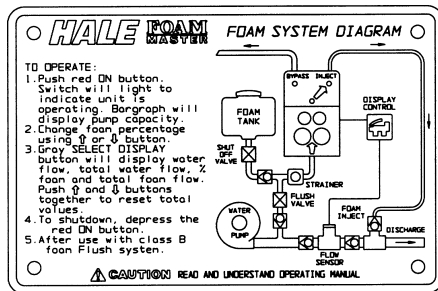 HALE FOAM MASTER
FOAM SYSTEM DIAGRAM
TO OPERATE:
1.Push red ON button.
Switch will light to
indicate unit is
operating. Bargraph will
display pump capacity.
2.Change foam percentage
using ⇧ or ⇩ button.
3.Gray SELECT DISPLAY
button will display water
flow, total water flow, %
foam and total foam flow.
Push ⇧ and ⇩ buttons
together to reset total
values.
4.To shutdown, depress the
red ON button.
5.After use with class B
foam Flush system.
BYPASS INJECT
FOAM
TANK
DISPLAY
CONTROL
SHUT
OFF
VALVE
STRAINER
FLUSH
VALVE
FOAM
INJECT
WATER
PUMP
DISCHARGE
FLOW
SENSOR
CAUTION READ AND UNDERSTAND OPERATING MANUAL